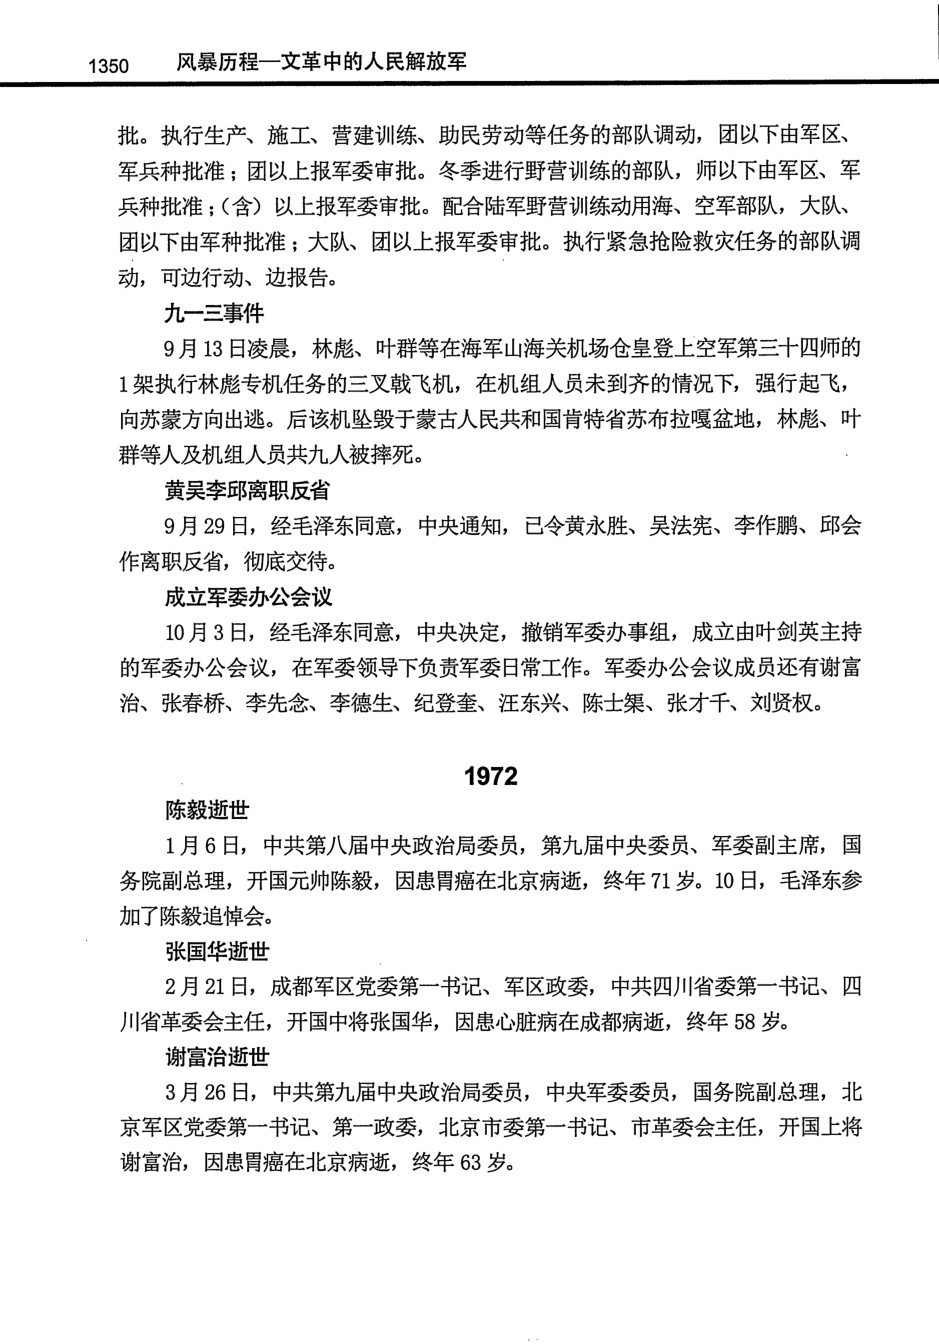 1350 风暴历程—文革中的人民解放军
批。执行生产、施工、营建训练、助民劳动等任务的部队调动，团以下由军区、
军兵种批准；团以上报军委审批。冬季进行野营训练的部队，师以下由军区、军
兵种批准；（含）以上报军委审批。配合陆军野营训练动用海、空军部队，大队、
团以下由军种批准；大队、团以上报军委审批。执行紧急抢险救灾任务的部队调
动，可边行动、边报告。
九一三事件
9月13日凌晨，林彪、叶群等在海军山海关机场仓皇登上空军第三十四师的
1架执行林彪专机任务的三叉戟飞机，在机组人员未到齐的情况下，强行起飞，
向苏蒙方向出逃。后该机坠毁于蒙古人民共和国肯特省苏布拉嘎盆地，林彪、叶
群等人及机组人员共九人被摔死。
黄吴李邱离职反省
9月29日，经毛泽东同意，中央通知，已令黄永胜、吴法宪、李作鹏、邱会
作离职反省，彻底交待。
成立军委办公会议
10月3日，经毛泽东同意，中央决定，撤销军委办事组，成立由叶剑英主持
的军委办公会议，在军委领导下负责军委日常工作。军委办公会议成员还有谢富
治、张春桥、李先念、李德生、纪登奎、汪东兴、陈士榘、张才千、刘贤权。
1972
陈毅逝世
1月6日，中共第八届中央政治局委员，第九届中央委员、军委副主席，国
务院副总理，开国元帅陈毅，因患胃癌在北京病逝，终年71岁。10日，毛泽东参
加了陈毅追悼会。
张国华逝世
2月21日，成都军区党委第一书记、军区政委，中共四川省委第一书记、四
川省革委会主任，开国中将张国华，因患心脏病在成都病逝，终年58岁。
谢富治逝世
3月26日，中共第九届中央政治局委员，中央军委委员，国务院副总理，北
京军区党委第一书记、第一政委，北京市委第一书记、市革委会主任，开国上将
谢富治，因患胃癌在北京病逝，终年63岁。